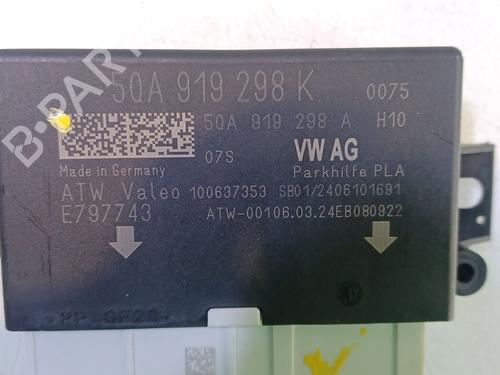 5QA 919 298 K 0075
5QA 919 298 A H10
Made in Germany 07S VW AG
Parkhilfe PLA
ATW Valeo 100637353 SB01/2406101691
E797743 ATW-00106.03.24EB080922
B-PARTS